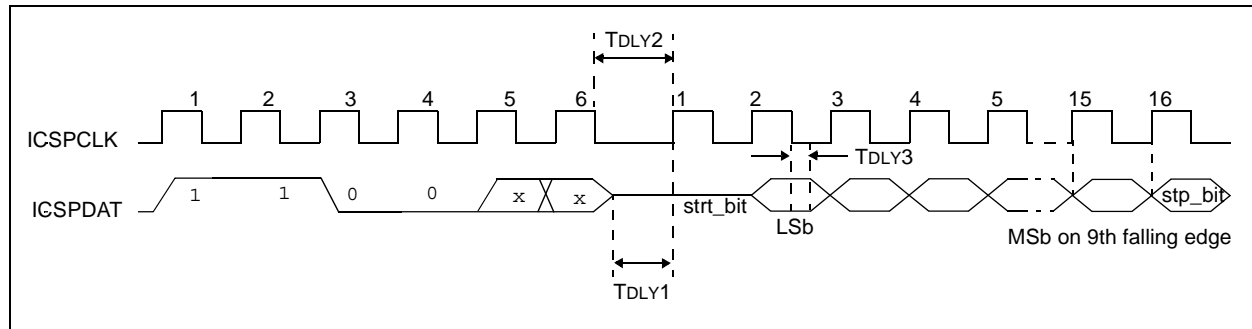 TDLY2
1 2 3 4 5 6 1 2 3 4 5 15 16
ICSPCLK
TDLY3
ICSPDAT
1 1 0 0 x x strt_bit stp_bit
LSb
MSb on 9th falling edge
TDLY1